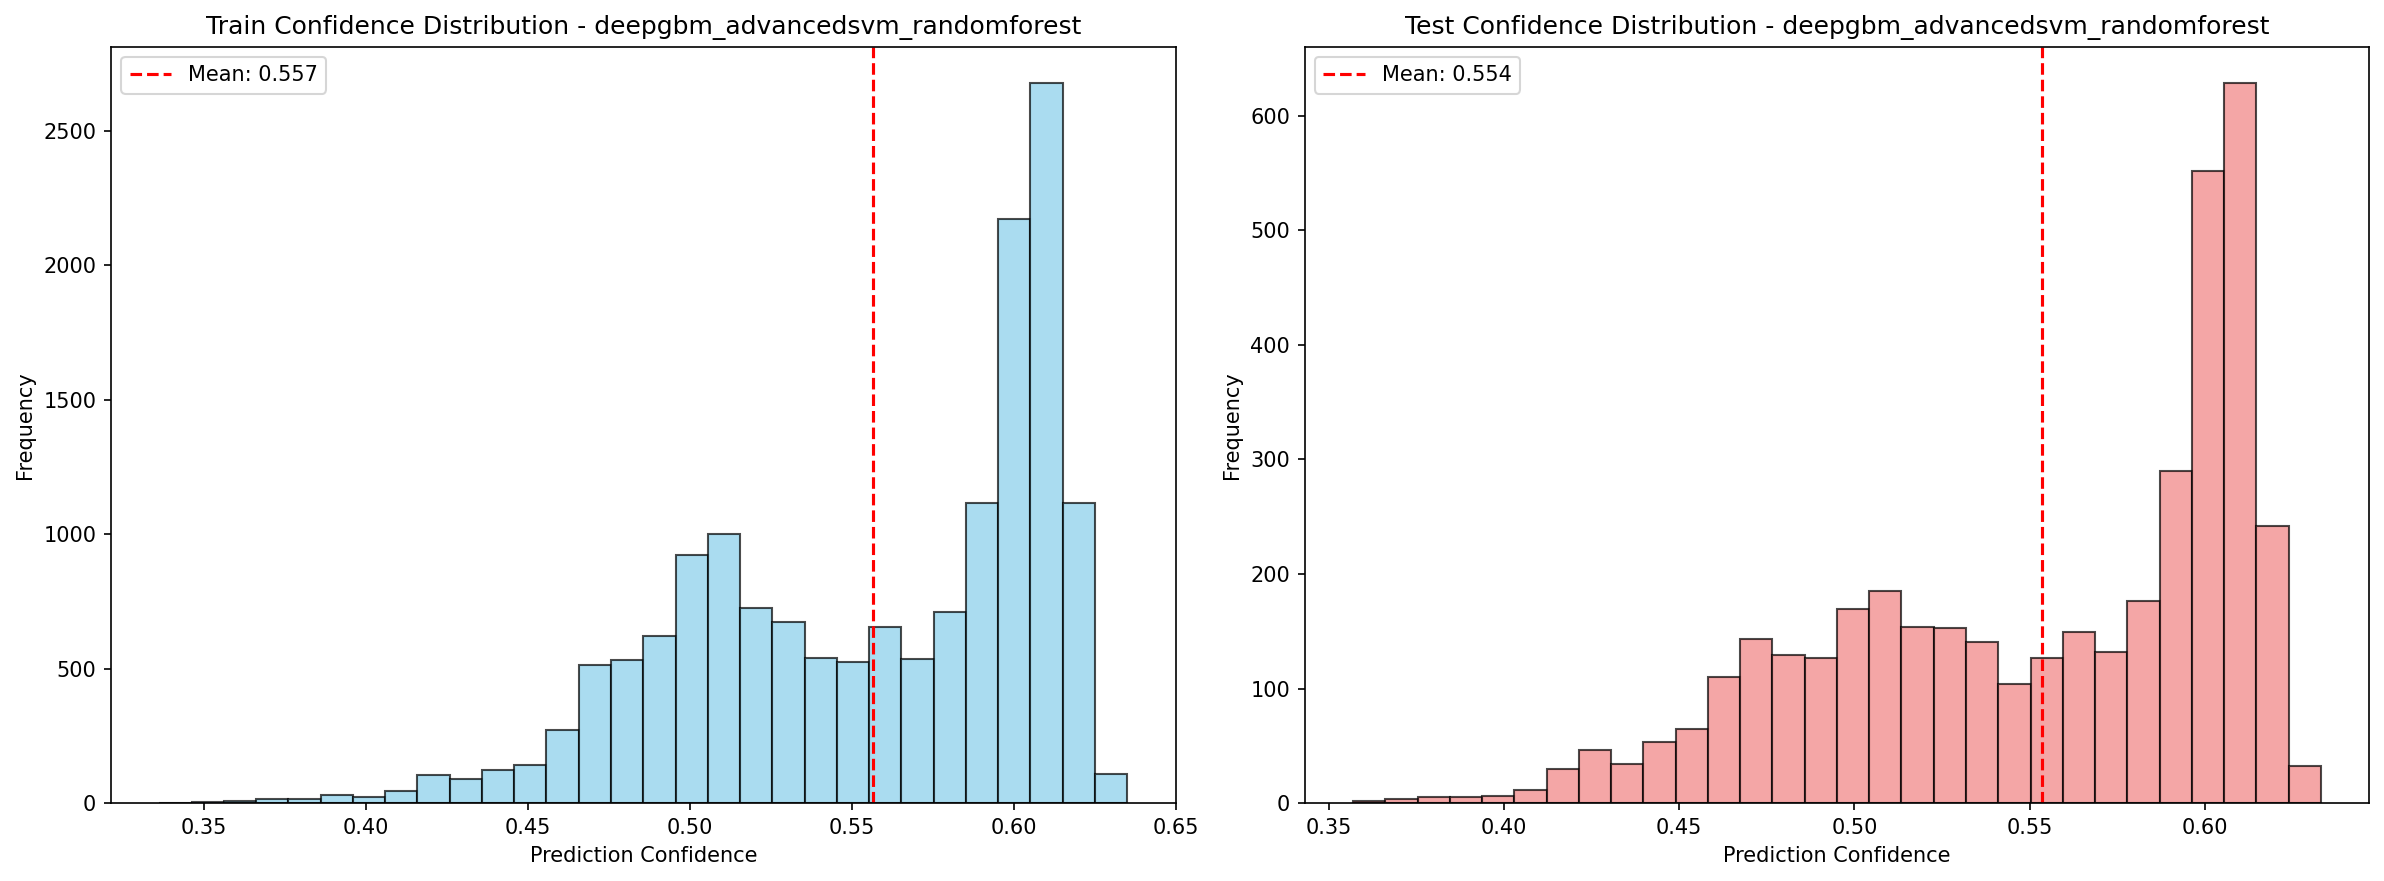 Train Confidence Distribution - deepgbm_advancedsvm_randomforest
Mean: 0.557
Frequency
2500
2000
1500
1000
500
0
0.35 0.40 0.45 0.50 0.55 0.60 0.65
Prediction Confidence
Test Confidence Distribution - deepgbm_advancedsvm_randomforest
Mean: 0.554
Frequency
600
500
400
300
200
100
0
0.35 0.40 0.45 0.50 0.55 0.60
Prediction Confidence